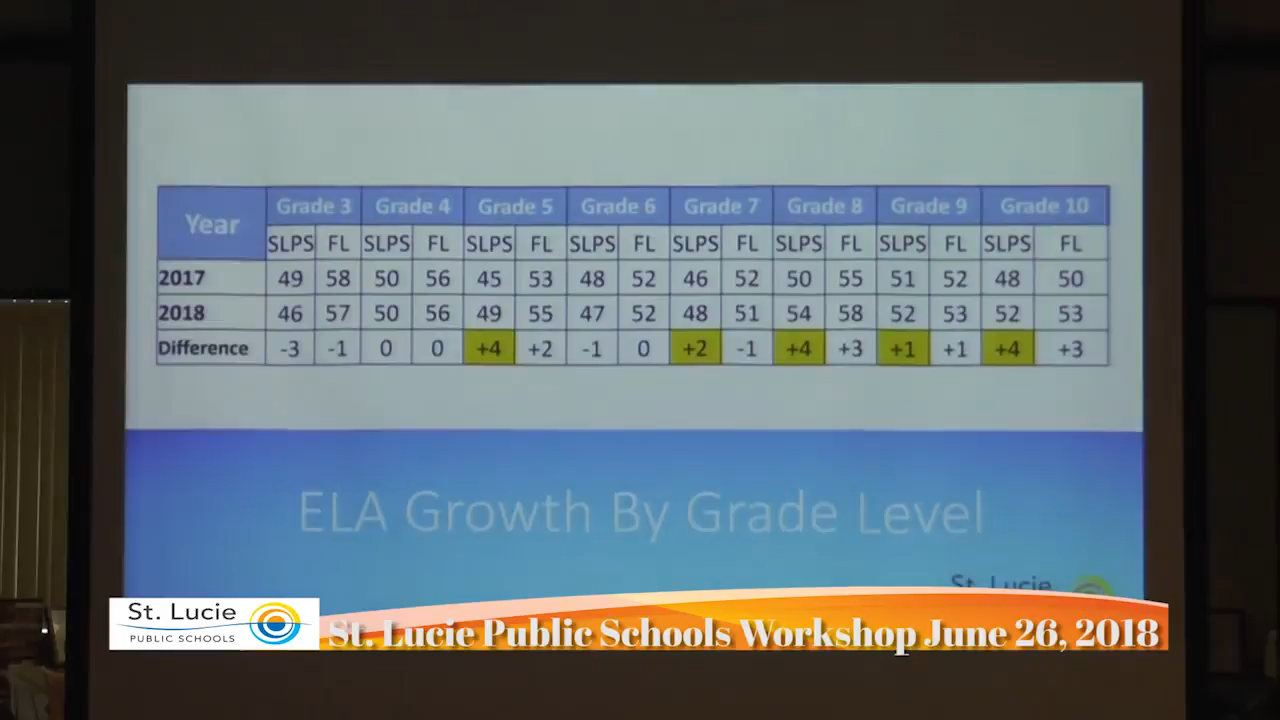 Year Grade 3 Grade 4 Grade 5 Grade 6 Grade 7 Grade 8 Grade 9 Grade 10
SLPS FL SLPS FL SLPS FL SLPS FL SLPS FL SLPS FL SLPS FL SLPS FL
2017 49 58 50 56 45 53 48 52 46 52 50 55 51 52 48 50
2018 46 57 50 56 49 55 47 52 48 51 54 58 52 53 52 53
Difference -3 -1 0 0 +4 +2 -1 0 +2 -1 +4 +3 +1 +1 +4 +3
ELA Growth By Grade Level
St. Lucie
St. Lucie
PUBLIC SCHOOLS
St. Lucie Public Schools Workshop June 26, 2018